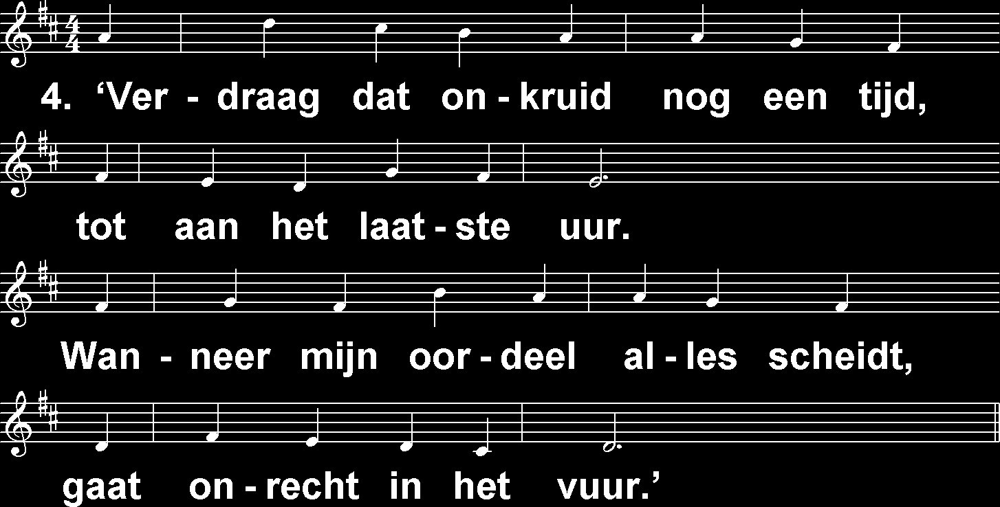 4. ‘Ver - draag dat on - kruid nog een tijd,
tot aan het laat - ste uur.
Wan - neer mijn oor - deel al - les scheidt,
gaat on - recht in het vuur.’